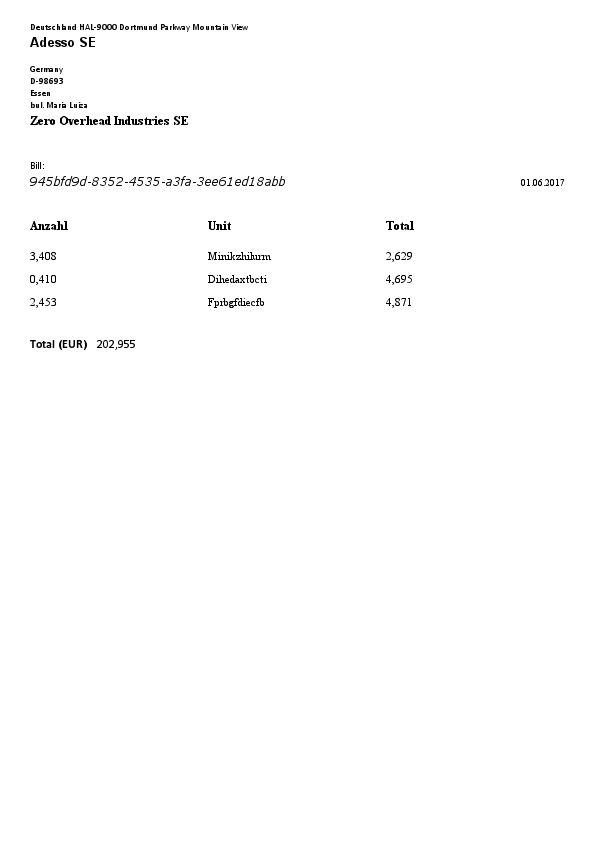 Deutschland HAL-9000 Dortmund Parkway Mountain View
Adesso SE
Germany
D-98693
Essen
bul. Maria Luiza
Zero Overhead Industries SE
Bill:
945bfd9d-8352-4535-a3fa-3ee61ed18abb 01.06.2017
Anzahl Unit Total
3,408 Minikzhilurm 2,629
0,410 Dihedaxtbcti 4,695
2,453 Fprbgfdiecfb 4,871
Total (EUR) 202,955